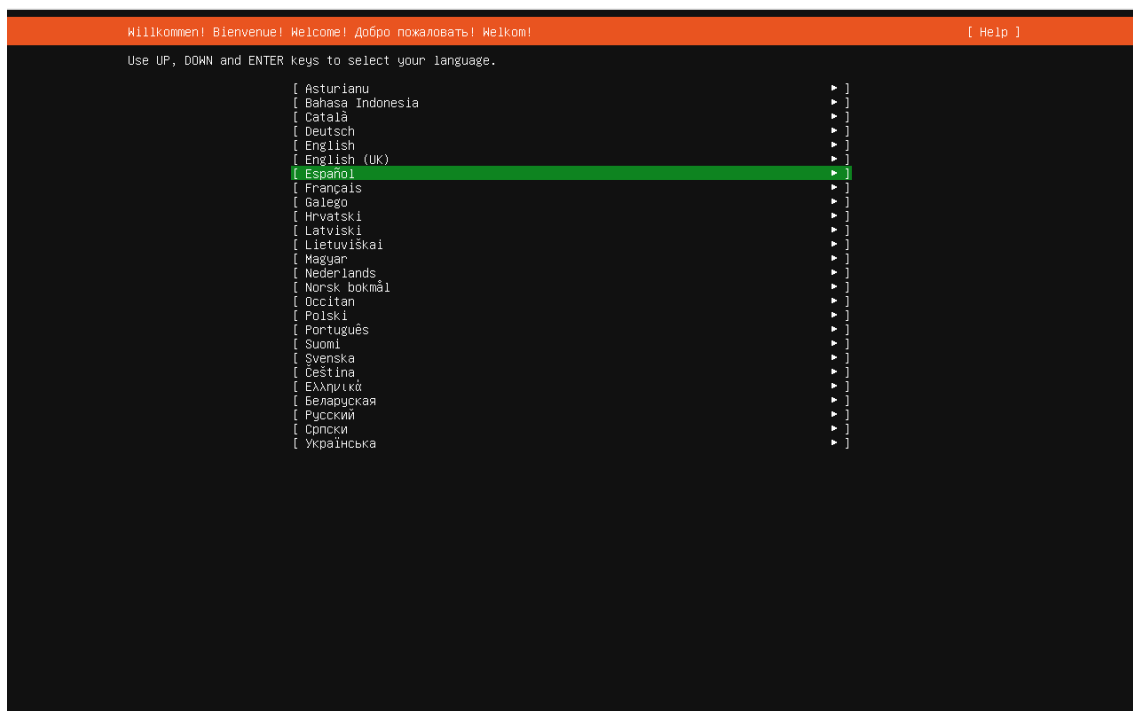 Willkommen! Bienvenue! Welcome! Добро пожаловать! Welkom! [ Help ]
Use UP, DOWN and ENTER keys to select your language.
[ Asturianu ► ]
[ Bahasa Indonesia ► ]
[ Català ► ]
[ Deutsch ► ]
[ English ► ]
[ English (UK) ► ]
[ Español ► ]
[ Français ► ]
[ Galego ► ]
[ Hrvatski ► ]
[ Latviski ► ]
[ Lietuviškai ► ]
[ Magyar ► ]
[ Nederlands ► ]
[ Norsk bokmål ► ]
[ Occitan ► ]
[ Polski ► ]
[ Português ► ]
[ Suomi ► ]
[ Svenska ► ]
[ Čeština ► ]
[ Ελληνικά ► ]
[ Беларуская ► ]
[ Русский ► ]
[ Српски ► ]
[ Українська ► ]